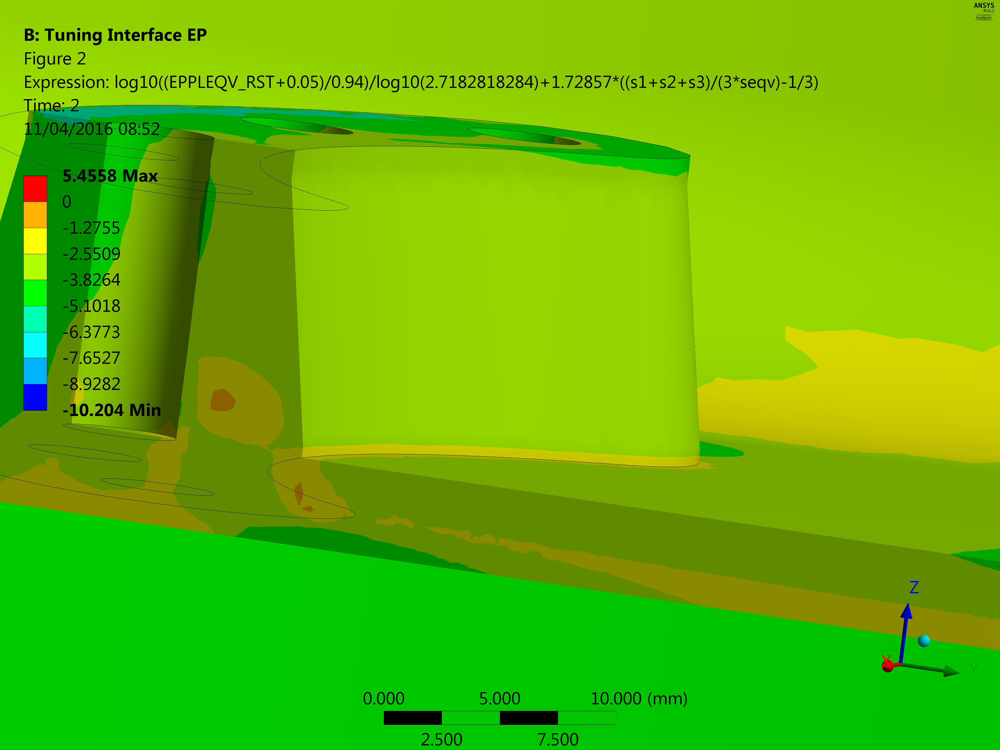 ANSYS
R16.2
Academic
B: Tuning Interface EP
Figure 2
Expression: log10((EPPLEQV_RST+0.05)/0.94)/log10(2.7182818284)+1.72857*((s1+s2+s3)/(3*seqv)-1/3)
Time: 2
11/04/2016 08:52
5.4558 Max
0
-1.2755
-2.5509
-3.8264
-5.1018
-6.3773
-7.6527
-8.9282
-10.204 Min
Z
X
Y
0.000 5.000 10.000 (mm)
2.500 7.500